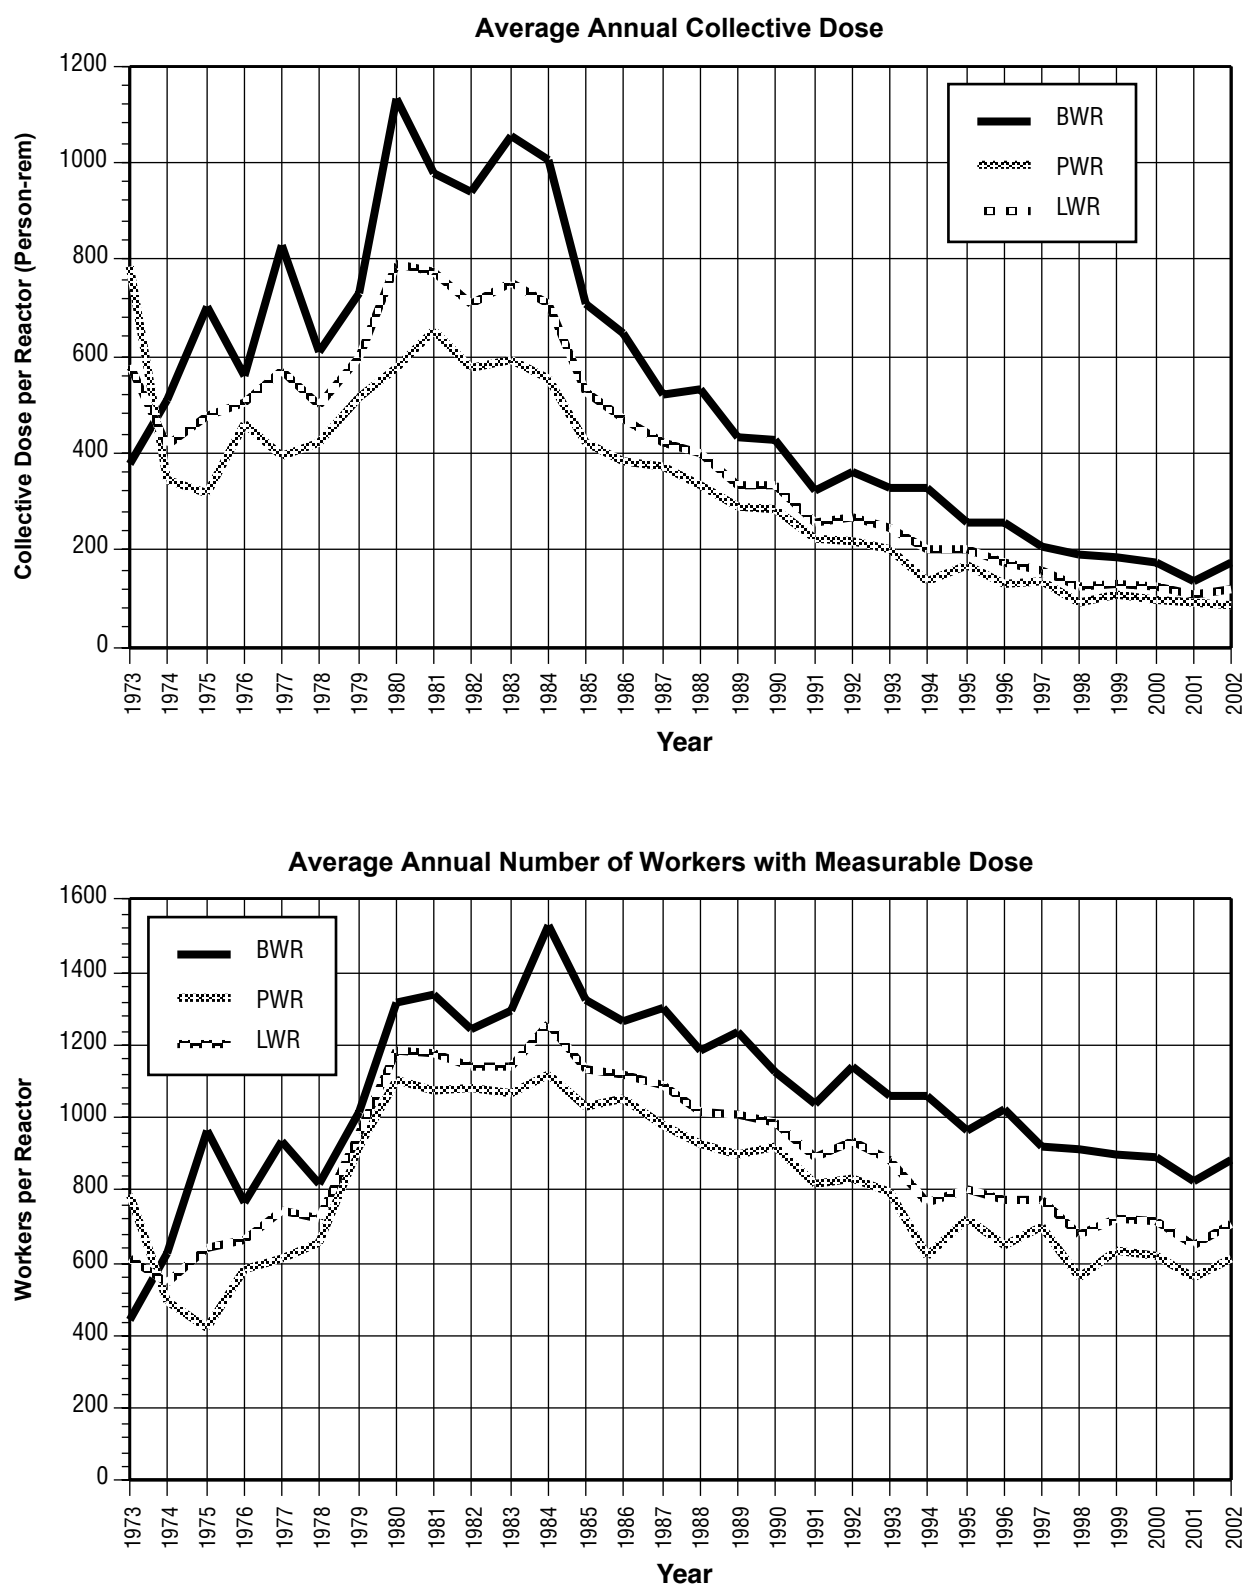 Average Annual Collective Dose
1200
1000
800
600
400
200
0
Collective Dose per Reactor (Person-rem)
BWR
PWR
LWR
1973 1974 1975 1976 1977 1978 1979 1980 1981 1982 1983 1984 1985 1986 1987 1988 1989 1990 1991 1992 1993 1994 1995 1996 1997 1998 1999 2000 2001 2002
Year
Average Annual Number of Workers with Measurable Dose
1600
1400
1200
1000
800
600
400
200
0
Workers per Reactor
BWR
PWR
LWR
1973 1974 1975 1976 1977 1978 1979 1980 1981 1982 1983 1984 1985 1986 1987 1988 1989 1990 1991 1992 1993 1994 1995 1996 1997 1998 1999 2000 2001 2002
Year